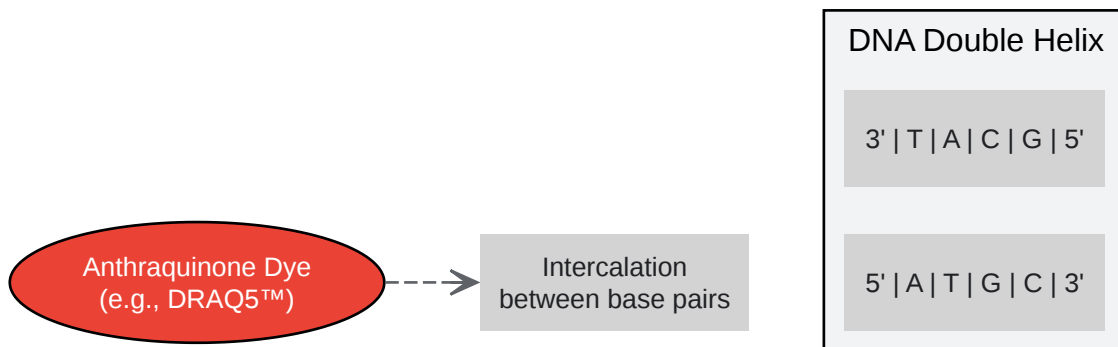 DNA Double Helix
3' | T | A | C | G | 5'
Anthraquinone Dye
(e.g., DRAQ5™)
Intercalation
between base pairs
5' | A | T | G | C | 3'